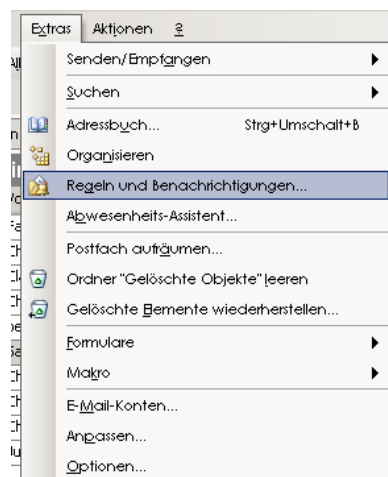 Extras Aktionen ?
Senden/Empfangen
Suchen
Adressbuch... Strg+Umschalt+B
Organisieren
Regeln und Benachrichtigungen...
Abwesenheits-Assistent...
Postfach aufräumen...
Ordner "Gelöschte Objekte" leeren
Gelöschte Elemente wiederherstellen...
Formulare
Makro
E-Mail-Konten...
Anpassen...
Optionen...